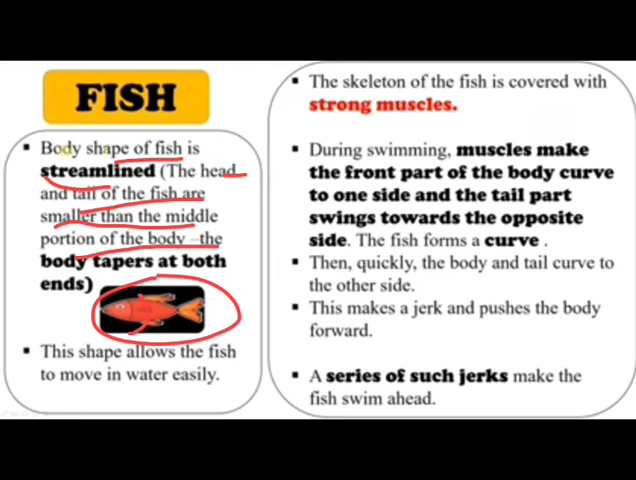 FISH
▪ Body shape of fish is
streamlined (The head
and tail of the fish are
smaller than the middle
portion of the body –the
body tapers at both
ends)
▪ This shape allows the fish
to move in water easily.
▪ The skeleton of the fish is covered with
strong muscles.
▪ During swimming, muscles make
the front part of the body curve
to one side and the tail part
swings towards the opposite
side. The fish forms a curve .
▪ Then, quickly, the body and tail curve to
the other side.
▪ This makes a jerk and pushes the body
forward.
▪ A series of such jerks make the
fish swim ahead.